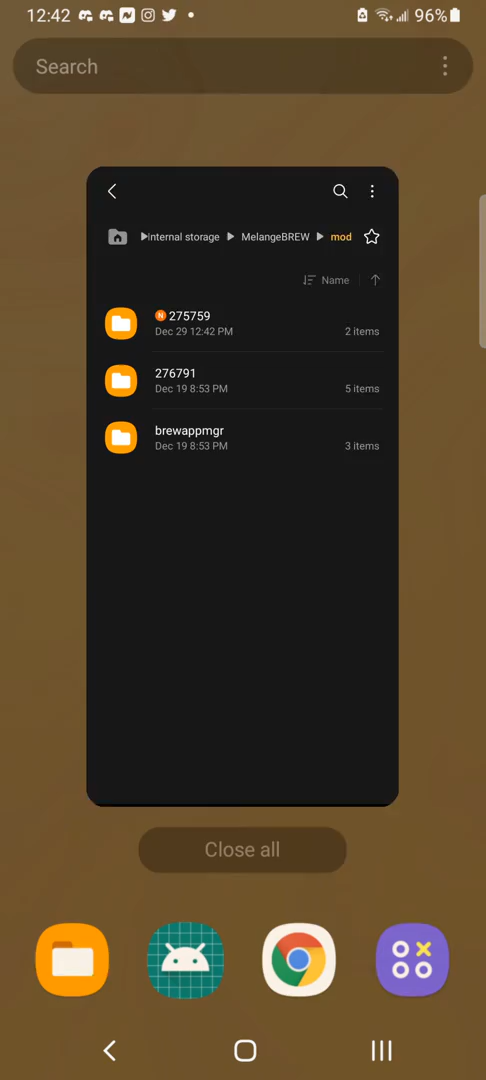 12:42 96%
Search
Internal storage MelangeBREW mod
Name
N 275759
Dec 29 12:42 PM 2 items
276791
Dec 19 8:53 PM 5 items
brewappmgr
Dec 19 8:53 PM 3 items
Close all